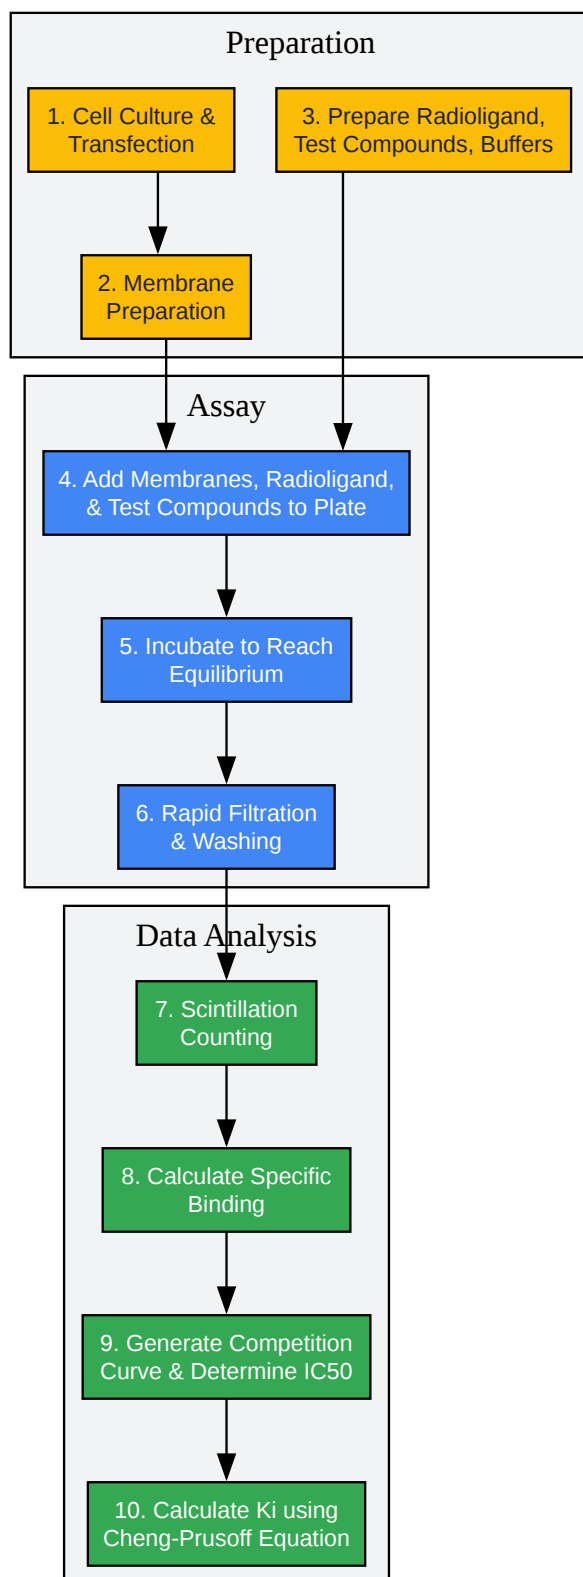 Preparation
1. Cell Culture &
Transfection
3. Prepare Radioligand,
Test Compounds, Buffers
2. Membrane
Preparation
Assay
4. Add Membranes, Radioligand,
& Test Compounds to Plate
5. Incubate to Reach
Equilibrium
6. Rapid Filtration
& Washing
Data Analysis
7. Scintillation
Counting
8. Calculate Specific
Binding
9. Generate Competition
Curve & Determine IC50
10. Calculate Ki using
Cheng-Prusoff Equation